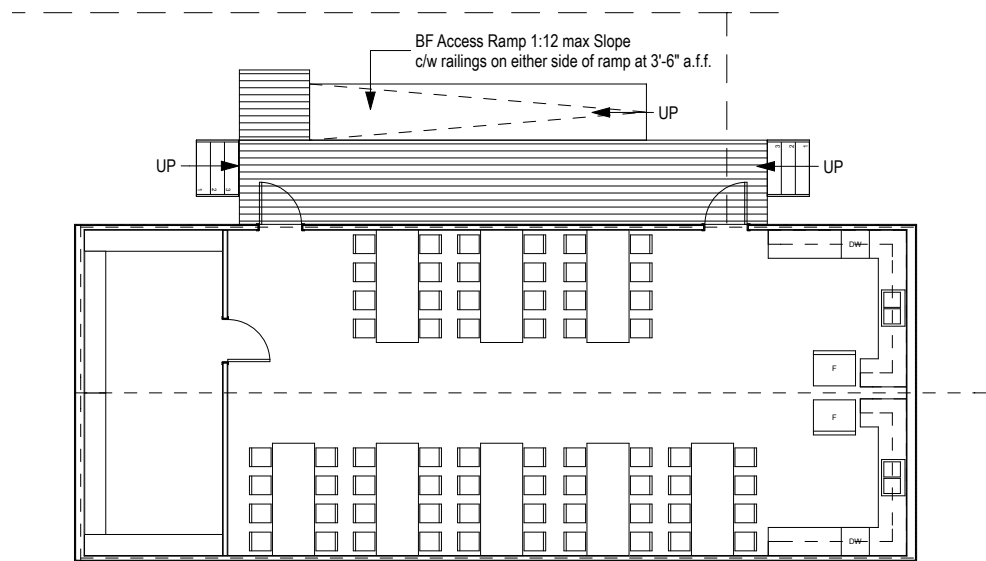 BF Access Ramp 1:12 max Slope
c/w railings on either side of ramp at 3'-6" a.f.f.
UP
UP
1
2
3
3
2
1
UP
DW
F
F
DW